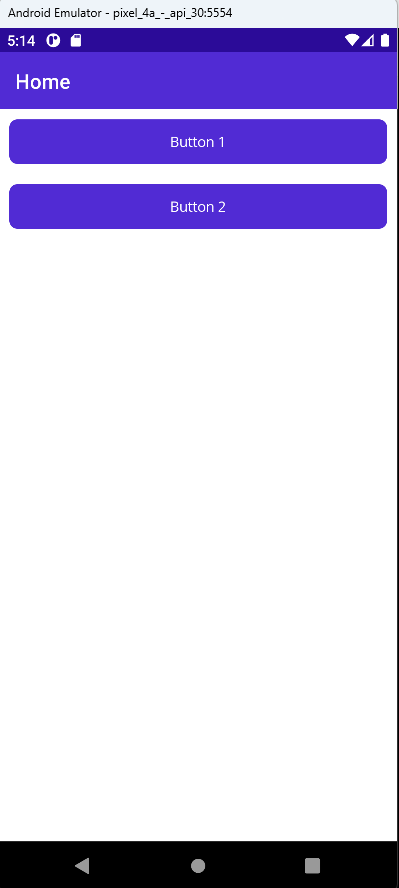 Android Emulator - pixel_4a_-_api_30:5554
5:14
Home
Button 1
Button 2